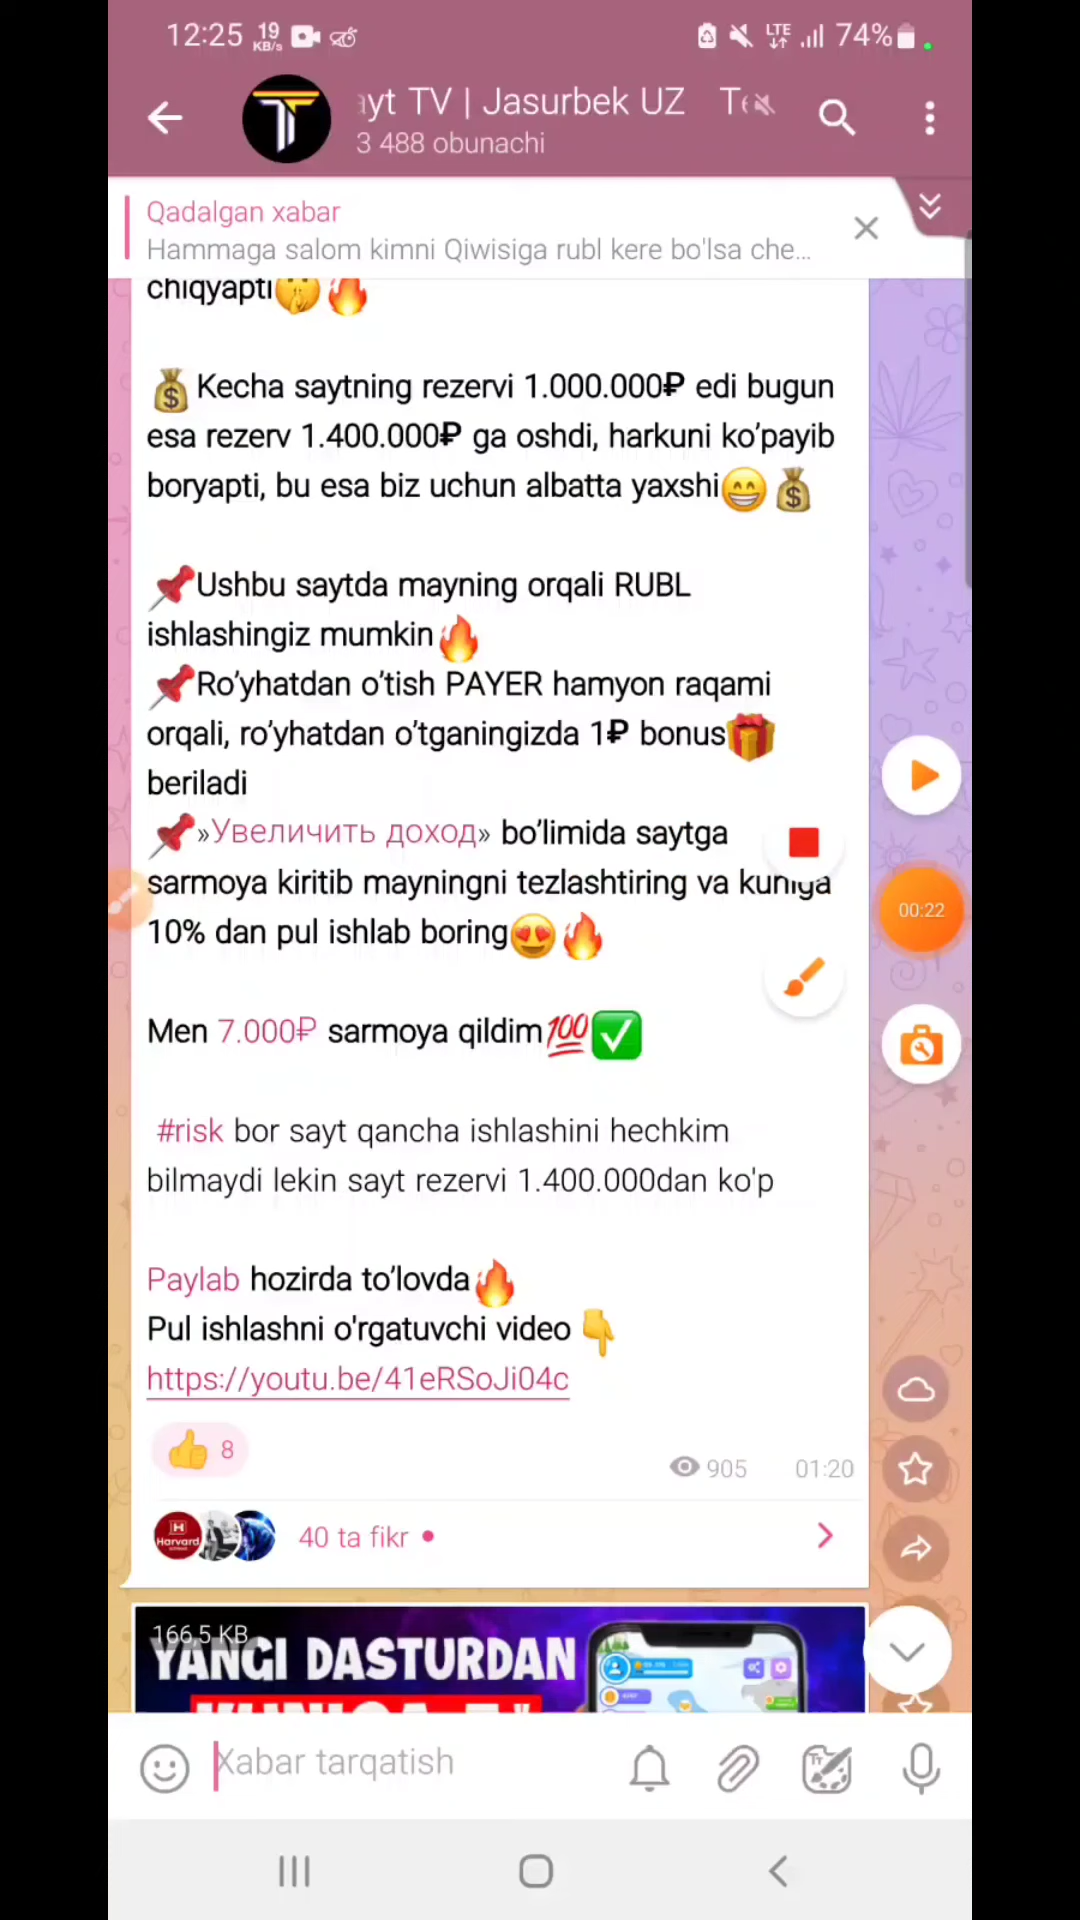 12:25 19 KB/s LTE 74%
ayt TV | Jasurbek UZ Te
3 488 obunachi
Qadalgan xabar
Hammaga salom kimni Qiwisiga rubl kere bo'lsa che...
chiqyapti🤫🔥
💰Kecha saytning rezervi 1.000.000₽ edi bugun
esa rezerv 1.400.000₽ ga oshdi, harkuni ko’payib
boryapti, bu esa biz uchun albatta yaxshi😁💰
📌Ushbu saytda mayning orqali RUBL
ishlashingiz mumkin🔥
📌Ro’yhatdan o’tish PAYER hamyon raqami
orqali, ro’yhatdan o’tganingizda 1₽ bonus🎁
beriladi
📌»Увеличить доход» bo’limida saytga
sarmoya kiritib mayningni tezlashtiring va kuniga
10% dan pul ishlab boring😍🔥
00:22
Men 7.000₽ sarmoya qildim💯✅
#risk bor sayt qancha ishlashini hechkim
bilmaydi lekin sayt rezervi 1.400.000dan ko'p
Paylab hozirda to’lovda🔥
Pul ishlashni o'rgatuvchi video 👇
https://youtu.be/41eRSoJi04c
👍 8
905 01:20
Harvard
40 ta fikr
166,5 KB
YANGI DASTURDAN
Xabar tarqatish